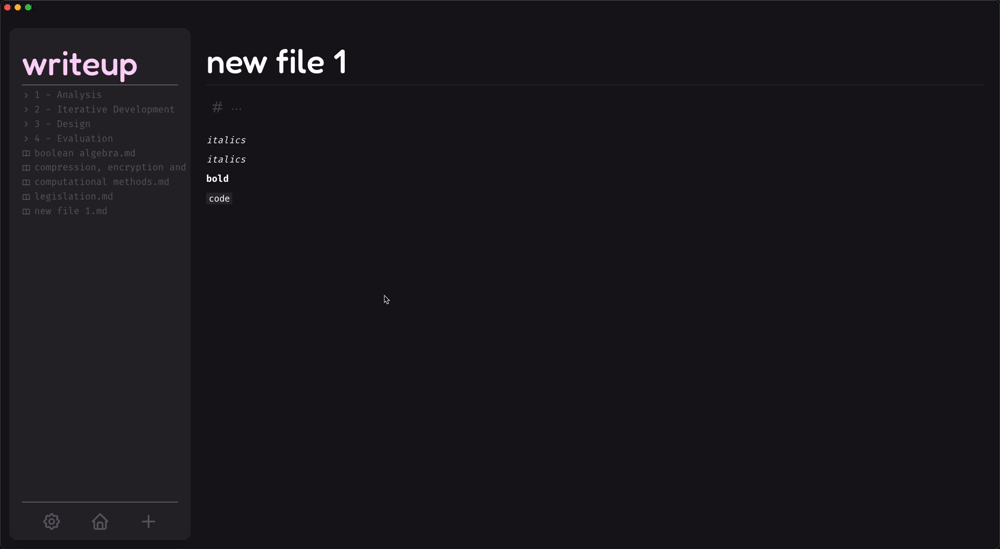 writeup
1 - Analysis
2 - Iterative Development
3 - Design
4 - Evaluation
boolean algebra.md
compression, encryption and
computational methods.md
legislation.md
new file 1.md
new file 1
# ...
italics
italics
bold
code